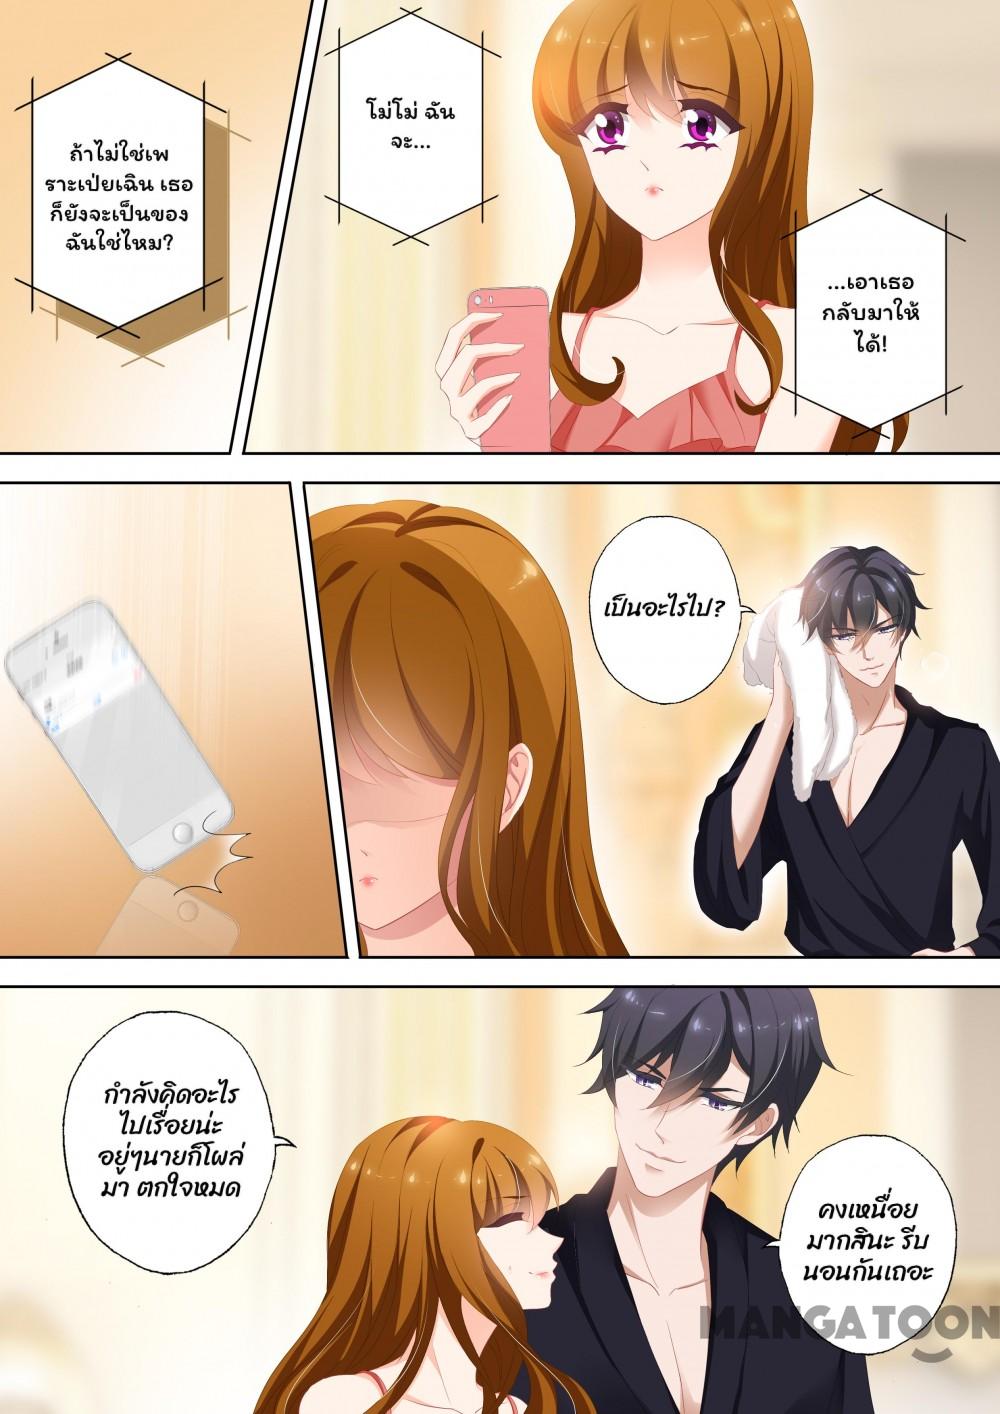 ถ้าไม่ใช่เพ
ราะเป่ยเฉิน เธอ
ก็ยังจะเป็นของ
ฉันใช่ไหม?
โม่โม่ ฉัน
จะ...
...เอาเธอ
กลับมาให้
ได้!
เป็นอะไรไป?
กำลังคิดอะไร
ไปเรื่อยน่ะ
อยู่ๆนายก็โผล่
มา ตกใจหมด
คงเหนื่อย
มากสินะ รีบ
นอนกันเถอะ
MANGATOON